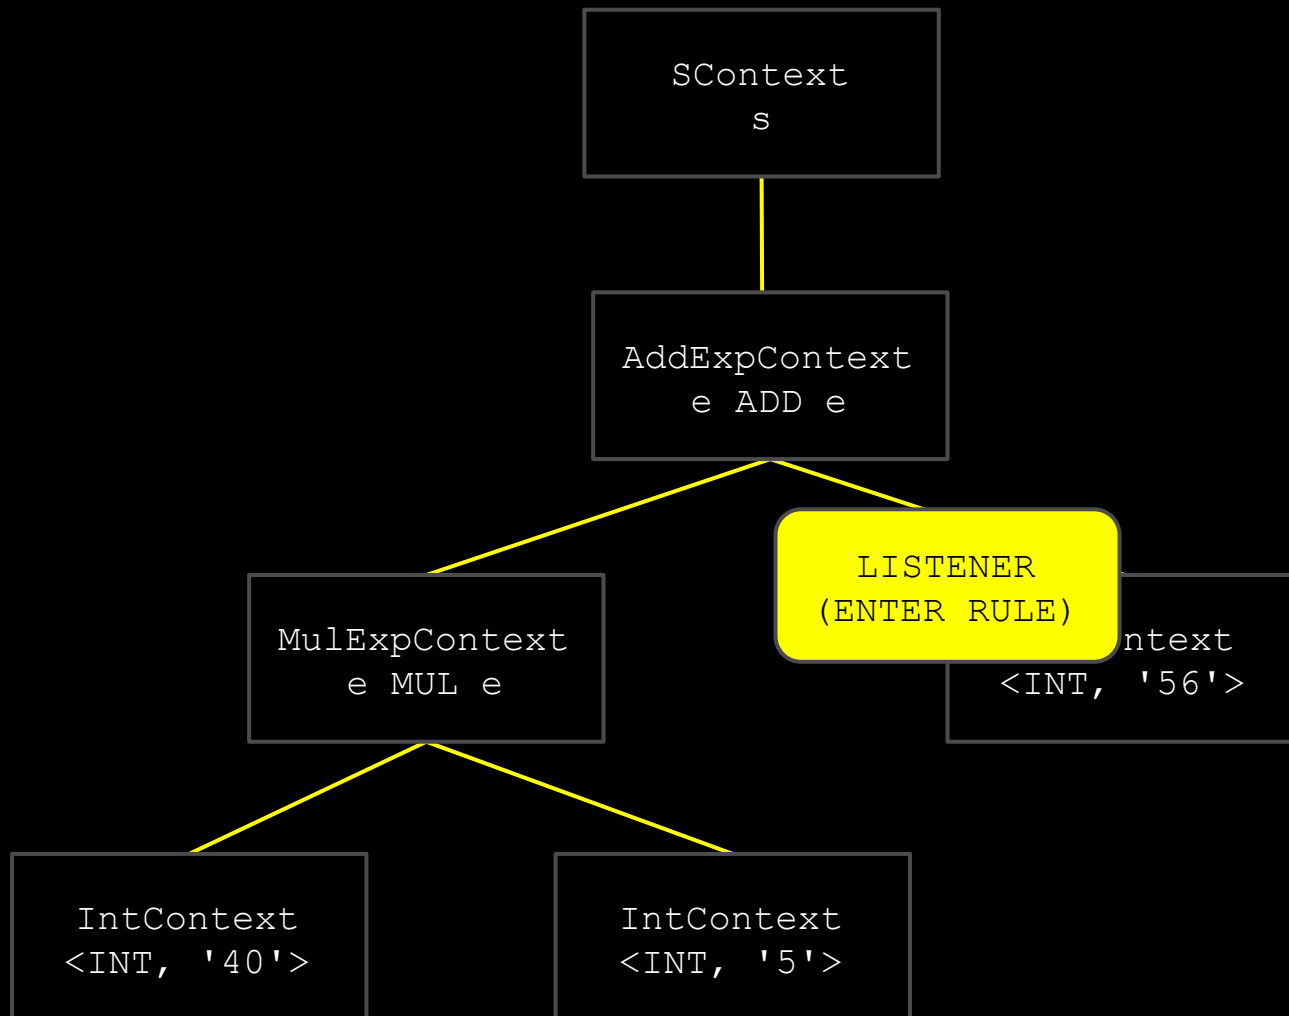 SContext
s
AddExpContext
e ADD e
MulExpContext
e MUL e
LISTENER
(ENTER RULE)
ntext
<INT, '56'>
IntContext
<INT, '40'>
IntContext
<INT, '5'>